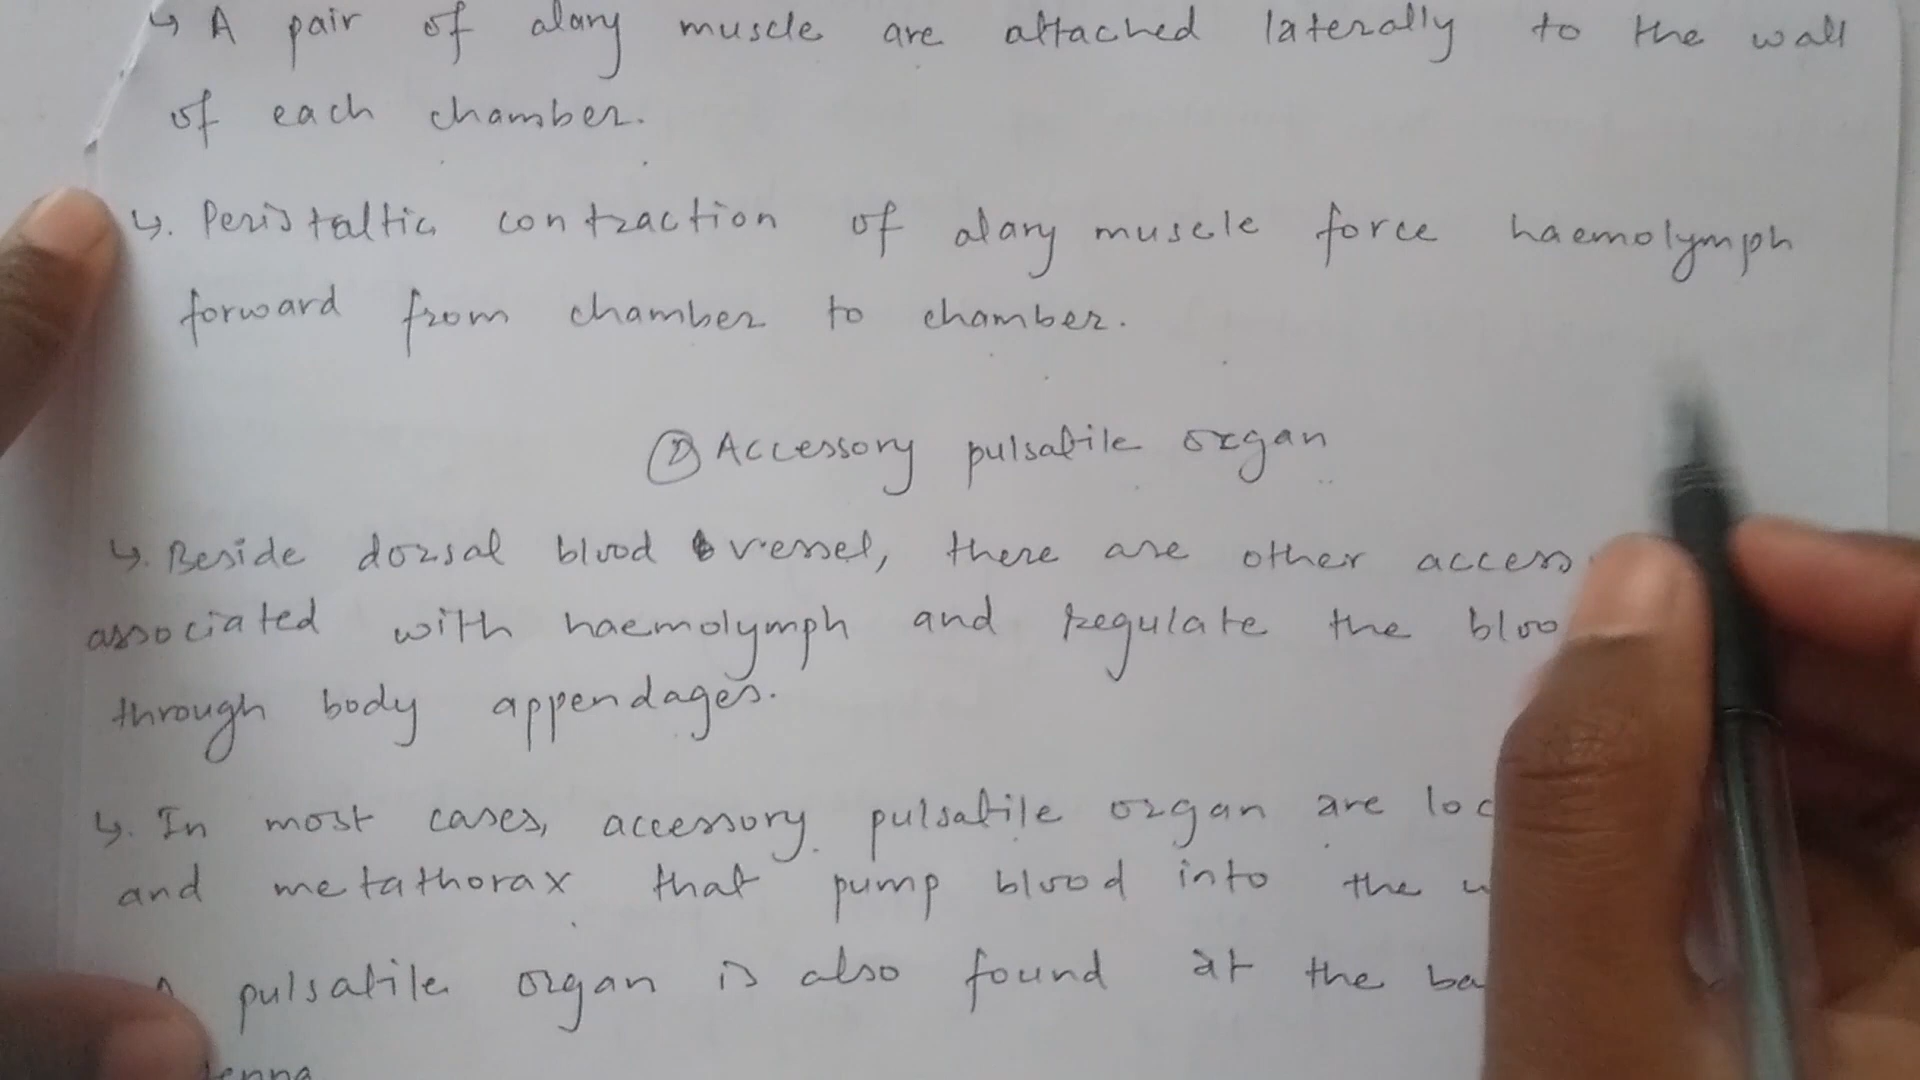 ↳ A pair of alary muscle are attached laterally to the wall
of each chamber.
↳. Peristaltic contraction of alary muscle force haemolymph
forward from chamber to chamber.
② Accessory pulsatile organ
↳. Beside dorsal blood vessel, there are other access
associated with haemolymph and regulate the bloo
through body appendages.
↳. In most cases, accessory pulsatile organ are loc
and metathorax that pump blood into the
pulsatile organ is also found at the ba
tenna